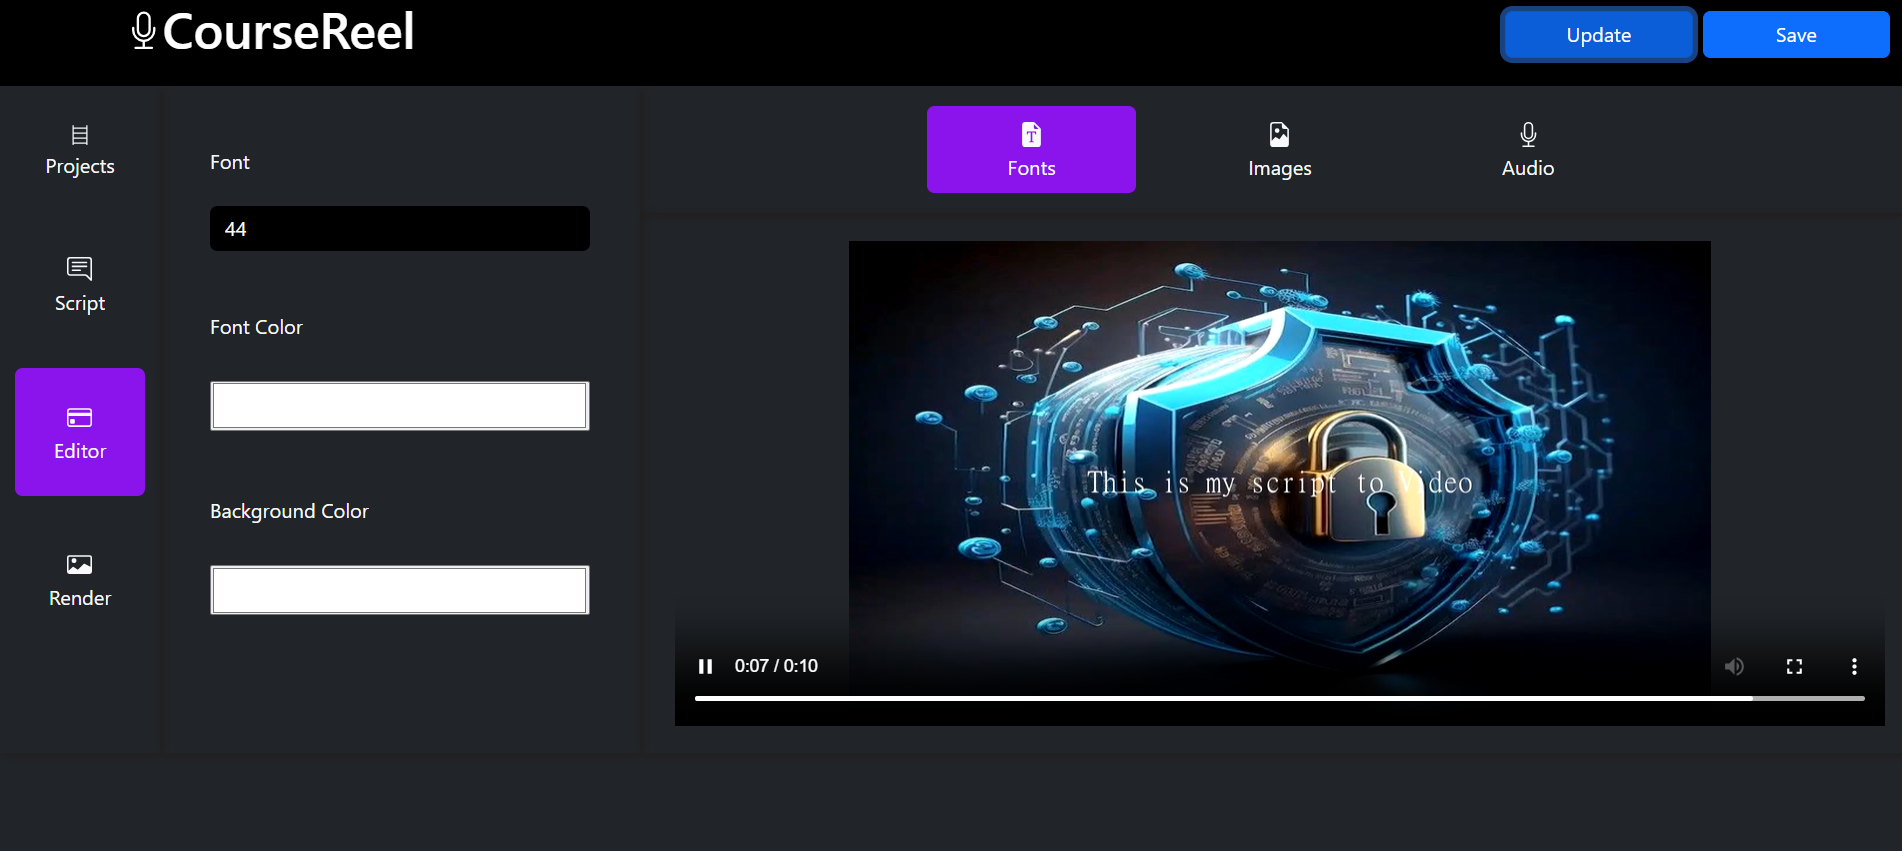 CourseReel
Update
Save
Projects
Script
Editor
Render
Font
44
Font Color
Background Color
Fonts
Images
Audio
This is my script to Video
0:07 / 0:10